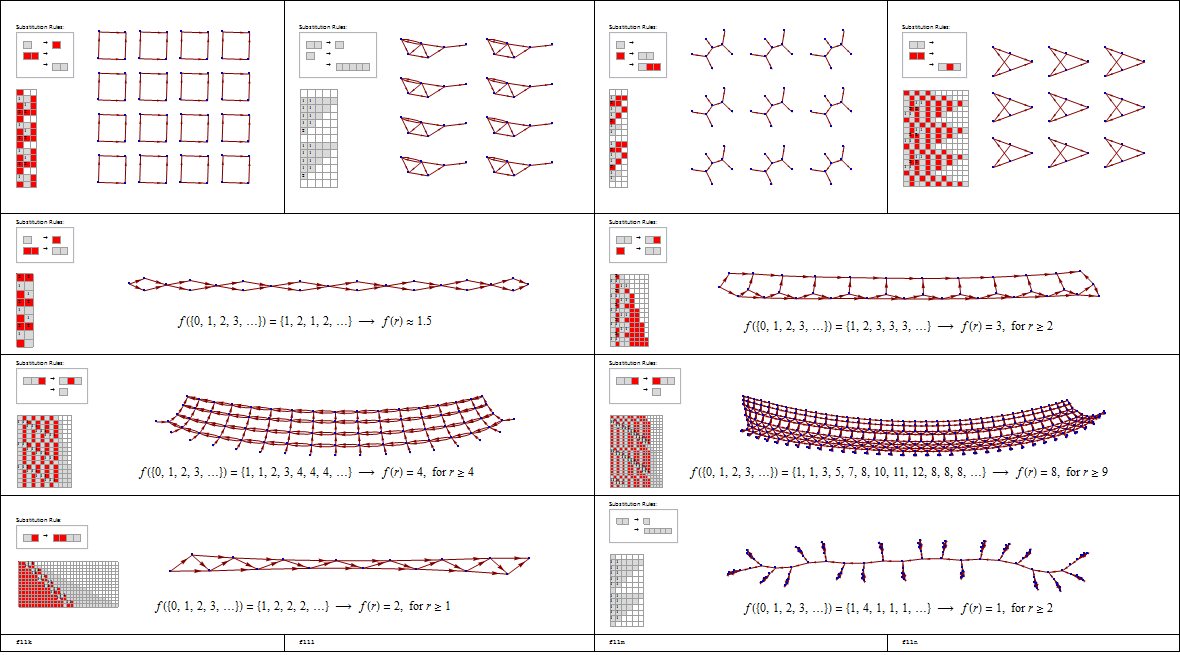 Substitution Rules:
Substitution Rules:
Substitution Rules:
Substitution Rules:
Substitution Rules:
f({0, 1, 2, 3, …}) = {1, 2, 1, 2, …} ⟶ f(r) ≈ 1.5
Substitution Rules:
f({0, 1, 2, 3, …}) = {1, 2, 3, 3, 3, …} ⟶ f(r) = 3, for r ≥ 2
Substitution Rules:
f({0, 1, 2, 3, …}) = {1, 1, 2, 3, 4, 4, 4, …} ⟶ f(r) = 4, for r ≥ 4
Substitution Rules:
f({0, 1, 2, 3, …}) = {1, 1, 3, 5, 7, 8, 10, 11, 12, 8, 8, 8, …} ⟶ f(r) = 8, for r ≥ 9
Substitution Rule:
f({0, 1, 2, 3, …}) = {1, 2, 2, 2, …} ⟶ f(r) = 2, for r ≥ 1
Substitution Rules:
f({0, 1, 2, 3, …}) = {1, 4, 1, 1, 1, …} ⟶ f(r) = 1, for r ≥ 2